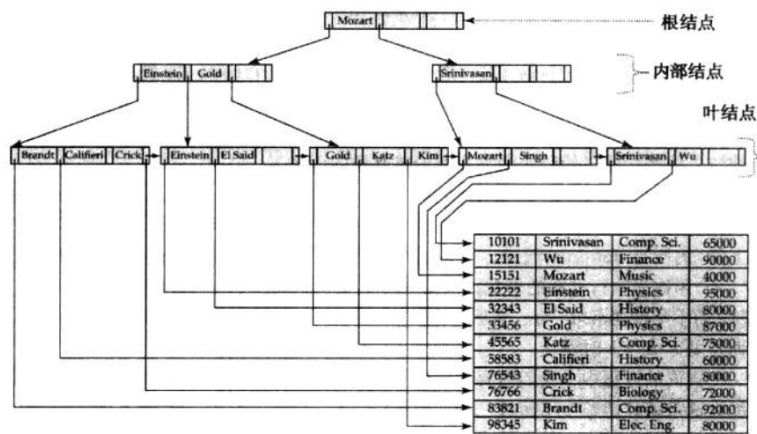 Mozart
根结点
Einstein Gold
Srinivasan
内部结点
叶结点
Brandt Califieri Crick Einstein El Said Gold Katz Kim Mozart Singh Srinivasan Wu
10101 Srinivasan Comp. Sci. 65000
12121 Wu Finance 90000
15151 Mozart Music 40000
22222 Einstein Physics 95000
32343 El Said History 80000
33456 Gold Physics 87000
45565 Katz Comp. Sci. 75000
58583 Califieri History 60000
76543 Singh Finance 80000
76766 Crick Biology 72000
83821 Brandt Comp. Sci. 92000
98345 Kim Elec. Eng. 80000